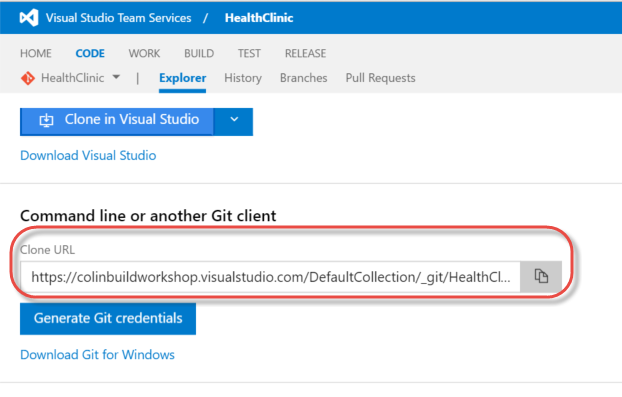 Visual Studio Team Services / HealthClinic
HOME CODE WORK BUILD TEST RELEASE
HealthClinic | Explorer History Branches Pull Requests
Clone in Visual Studio
Download Visual Studio
Command line or another Git client
Clone URL
https://colinbuildworkshop.visualstudio.com/DefaultCollection/_git/HealthCl...
Generate Git credentials
Download Git for Windows